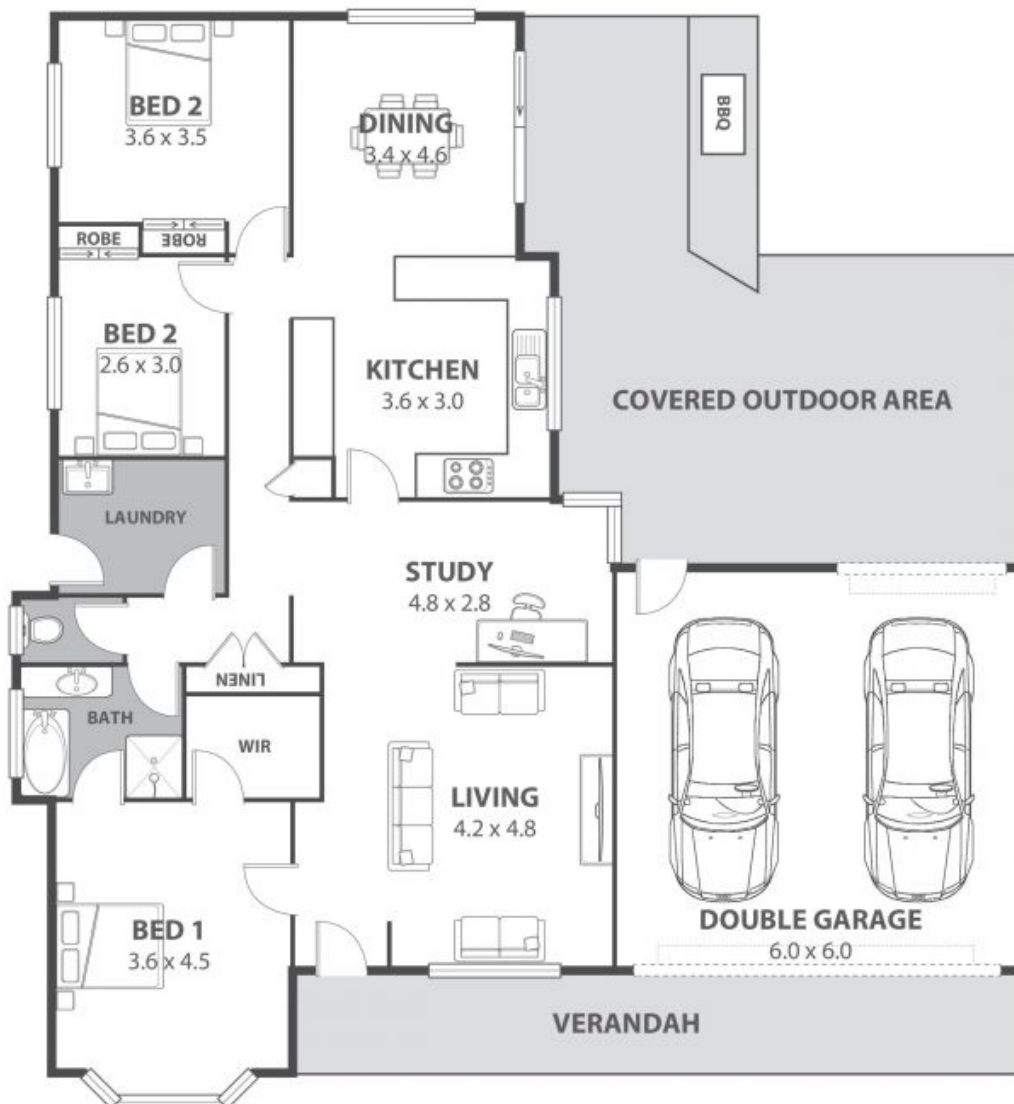 BED 2
3.6 x 3.5
DINING
3.4 x 4.6
BBQ
ROBE
ROBE
BED 2
2.6 x 3.0
KITCHEN
3.6 x 3.0
COVERED OUTDOOR AREA
LAUNDRY
STUDY
4.8 x 2.8
LINEN
BATH
WIR
LIVING
4.2 x 4.8
BED 1
3.6 x 4.5
DOUBLE GARAGE
6.0 x 6.0
VERANDAH